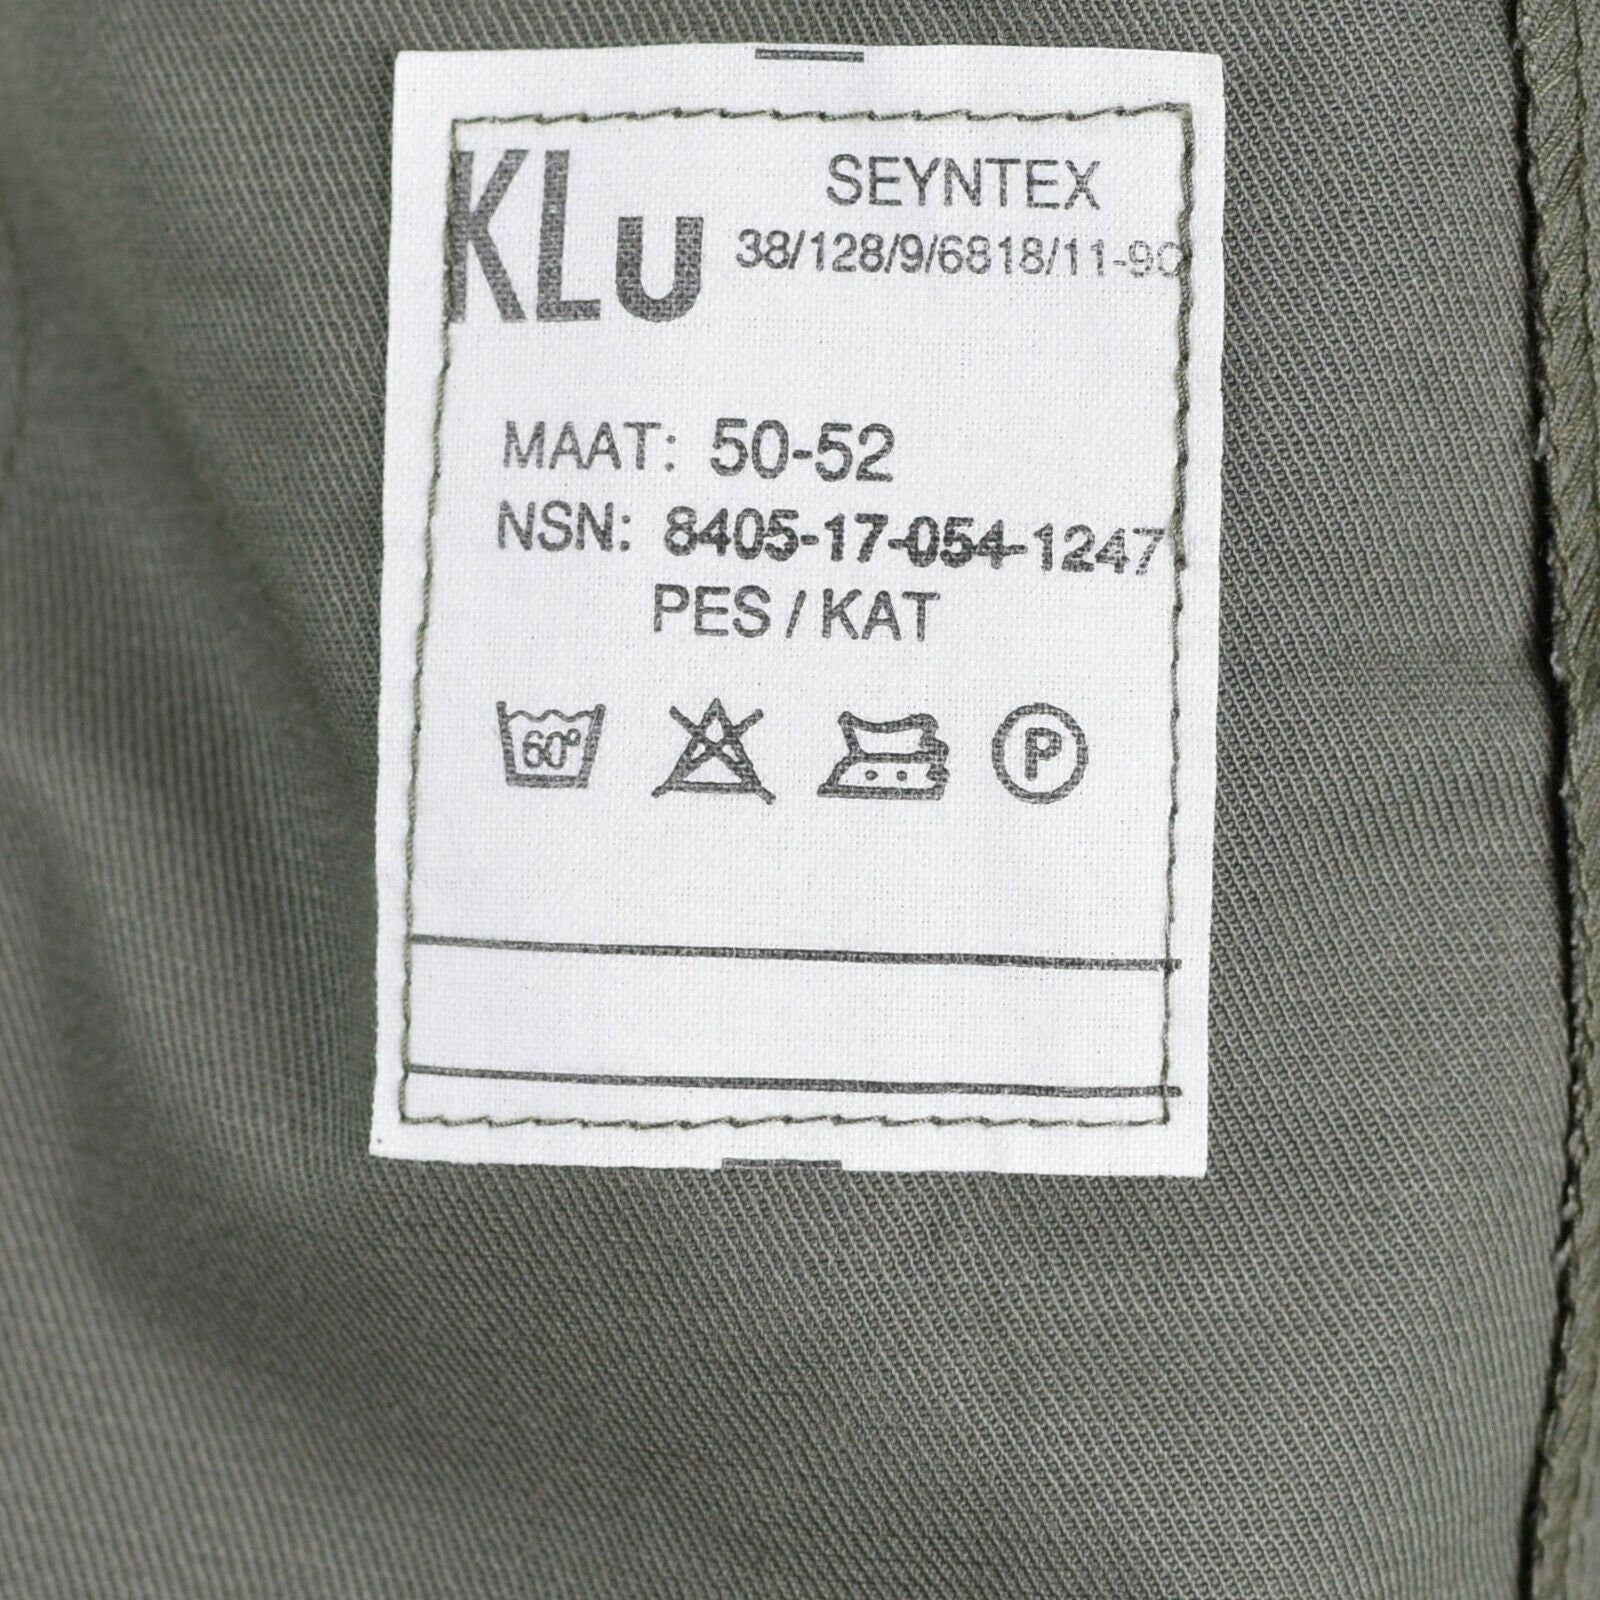 KLu
SEYNTEX
38/128/9/6818/11-90
MAAT: 50-52
NSN: 8405-17-054-1247
PES / KAT
60°
P